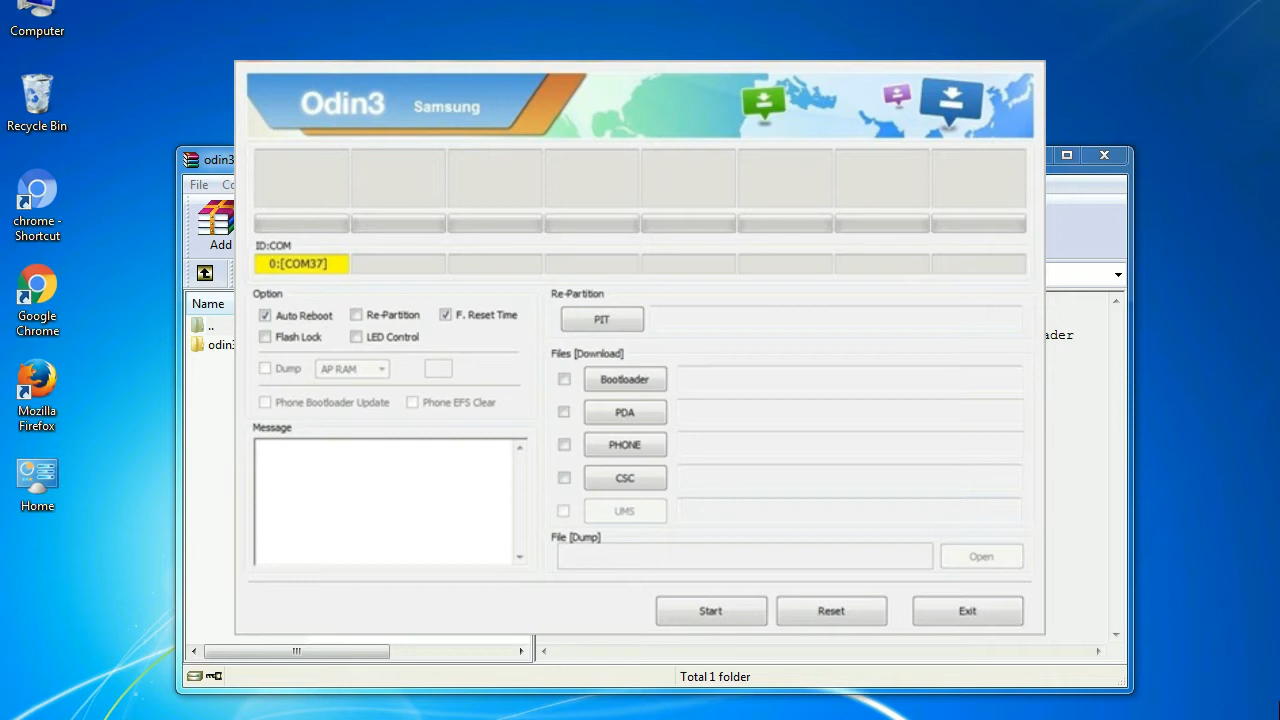 Computer
Recycle Bin
chrome -
Shortcut
Google
Chrome
Mozilla
Firefox
Home
odin3
File Co
Add
Name
..
odin3
ader
Total 1 folder
Odin3 Samsung
ID:COM
0:[COM37]
Option
Auto Reboot Re-Partition F. Reset Time
Flash Lock LED Control
Dump AP RAM
Phone Bootloader Update Phone EFS Clear
Message
Re-Partition
PIT
Files [Download]
Bootloader
PDA
PHONE
CSC
UMS
File [Dump]
Open
Start Reset Exit